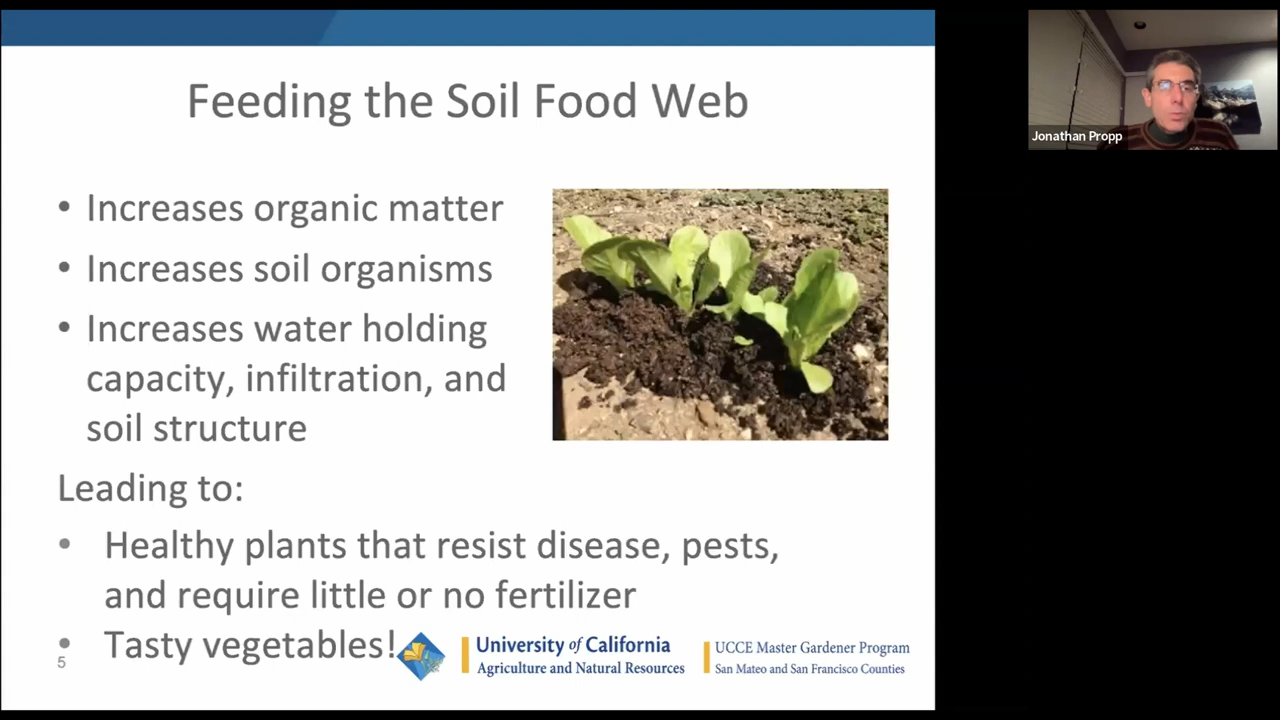 Feeding the Soil Food Web
• Increases organic matter
• Increases soil organisms
• Increases water holding
capacity, infiltration, and
soil structure
Leading to:
• Healthy plants that resist disease, pests,
and require little or no fertilizer
• Tasty vegetables!
5
University of California
Agriculture and Natural Resources
UCCE Master Gardener Program
San Mateo and San Francisco Counties
Jonathan Propp